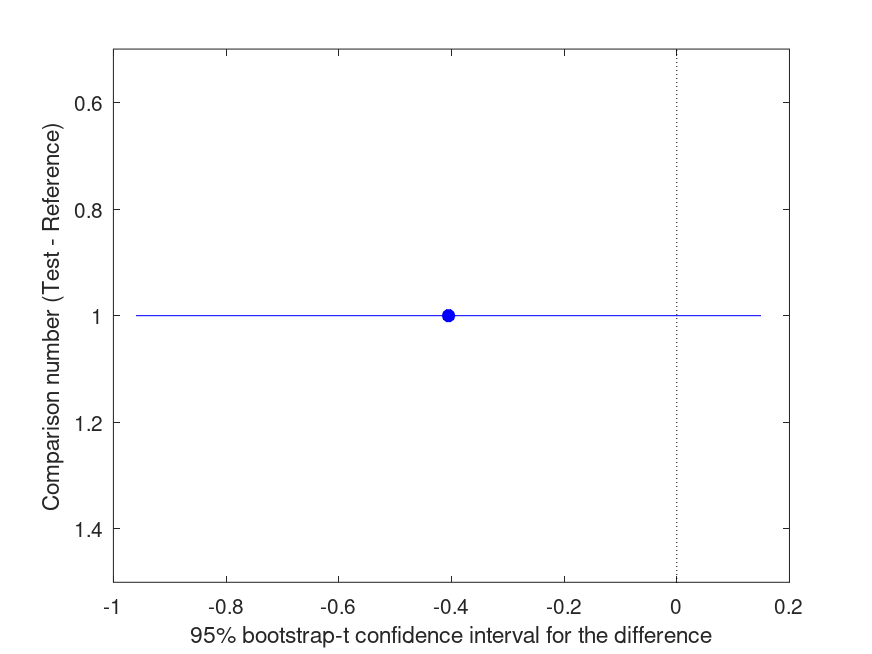 Comparison number (Test - Reference)
0.6
0.8
1
1.2
1.4
-1 -0.8 -0.6 -0.4 -0.2 0 0.2
95% bootstrap-t confidence interval for the difference